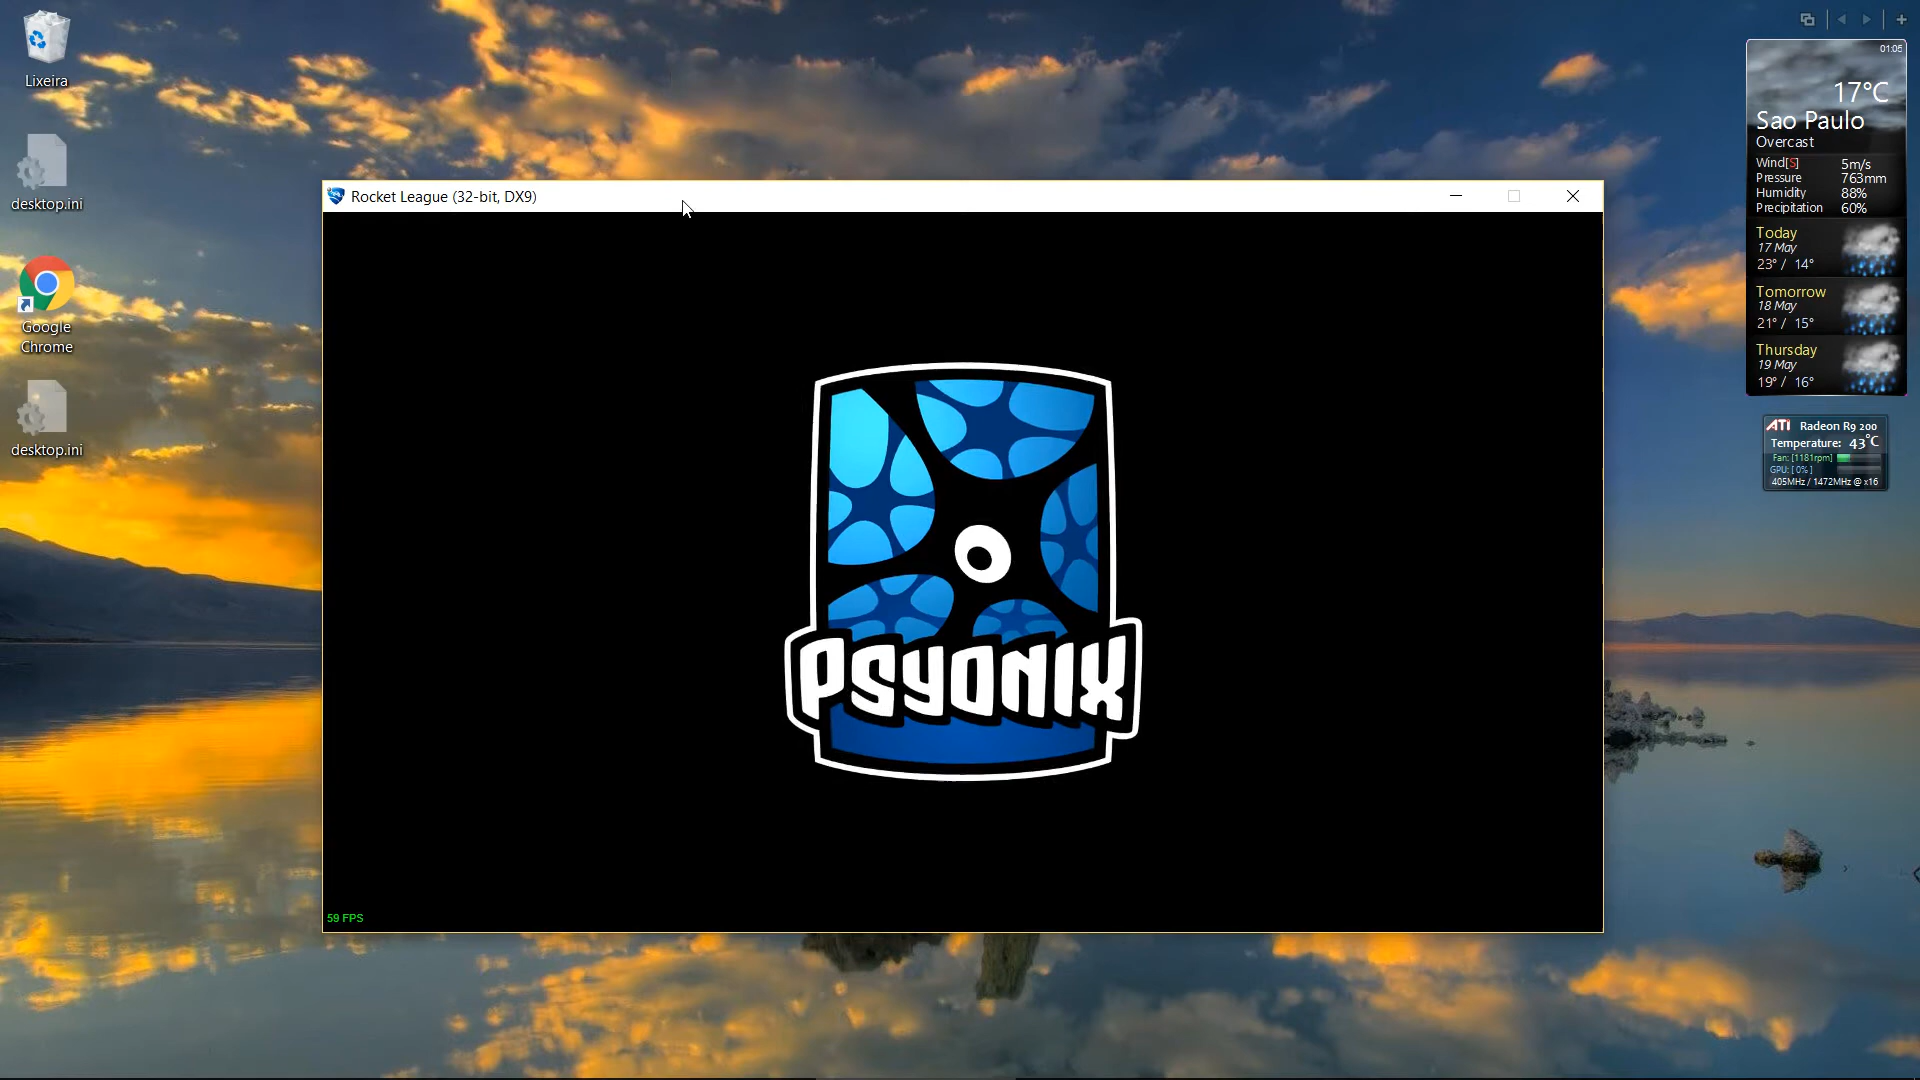 Lixeira
desktop.ini
Google
Chrome
desktop.ini
Rocket League (32-bit, DX9)
PSYONIX
59 FPS
01:05
17°C
Sao Paulo
Overcast
Wind[S] 5m/s
Pressure 763mm
Humidity 88%
Precipitation 60%
Today
17 May
23° / 14°
Tomorrow
18 May
21° / 15°
Thursday
19 May
19° / 16°
ATI Radeon R9 200
Temperature: 43°C
Fan: [1181rpm]
GPU: [ 0% ]
405MHz / 1472MHz @ x16